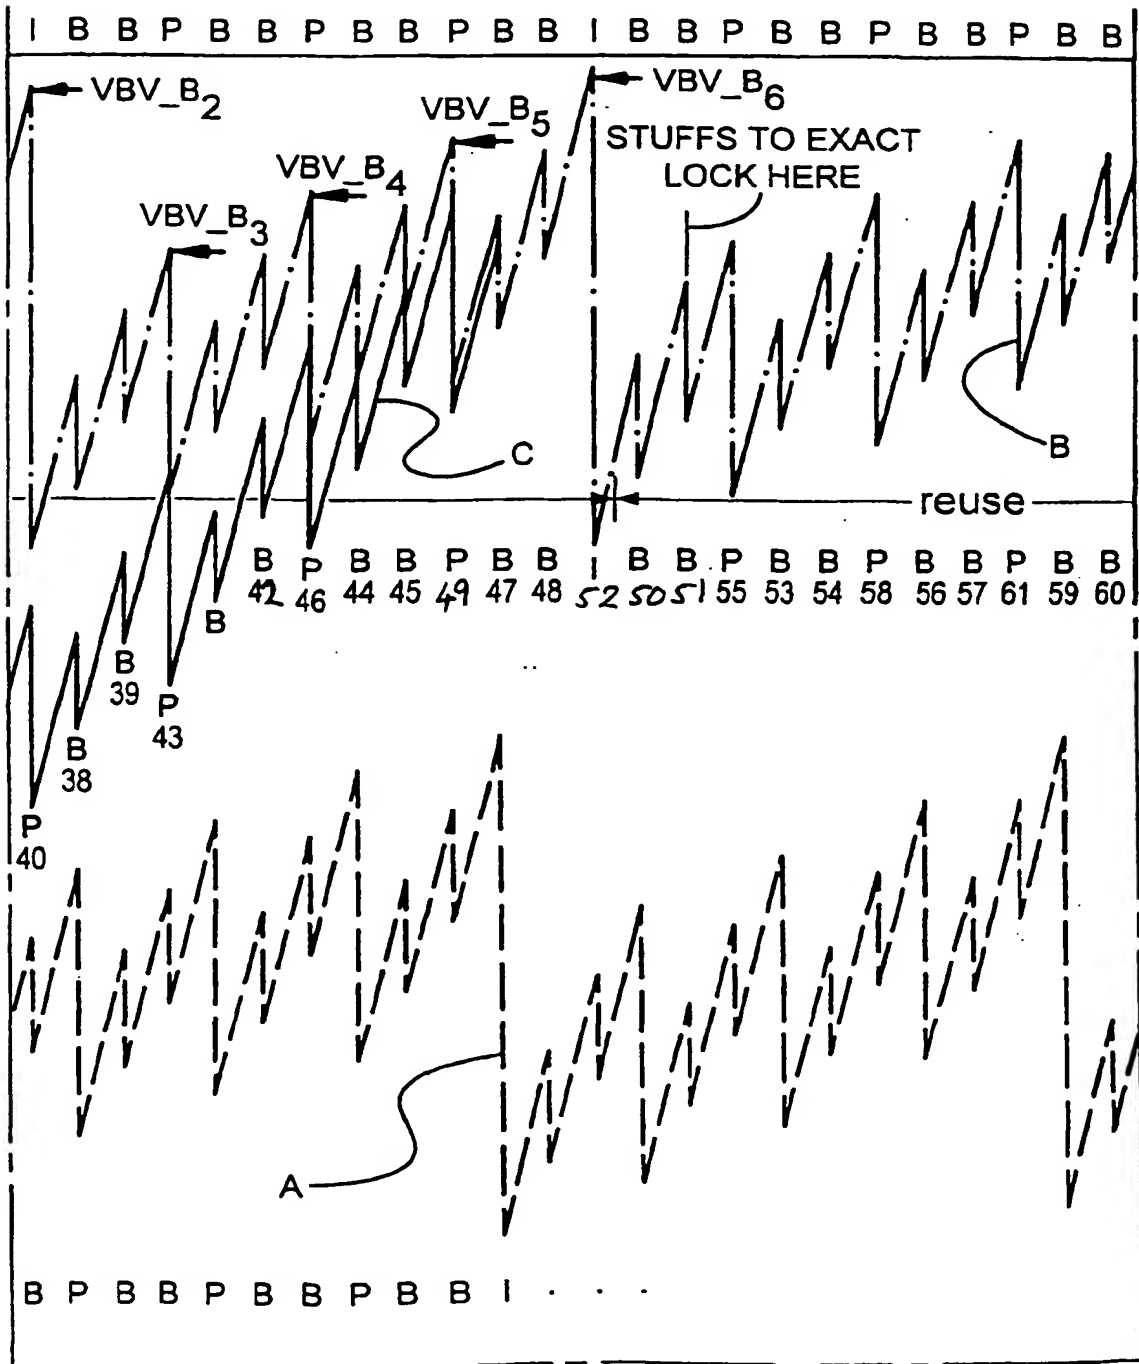 I B B P B B P B B P B B I B B P B B P B B P B B
VBV_B2
VBV_B6
VBV_B5
STUFFS TO EXACT
LOCK HERE
VBV_B4
VBV_B3
C
B
reuse
B P B B P B B B B P B B P B B P B B
42 46 44 45 49 47 48 52 50 51 55 53 54 58 56 57 61 59 60
B
B
39
P
43
B
38
P
40
A
B P B B P B B P B B I . . .